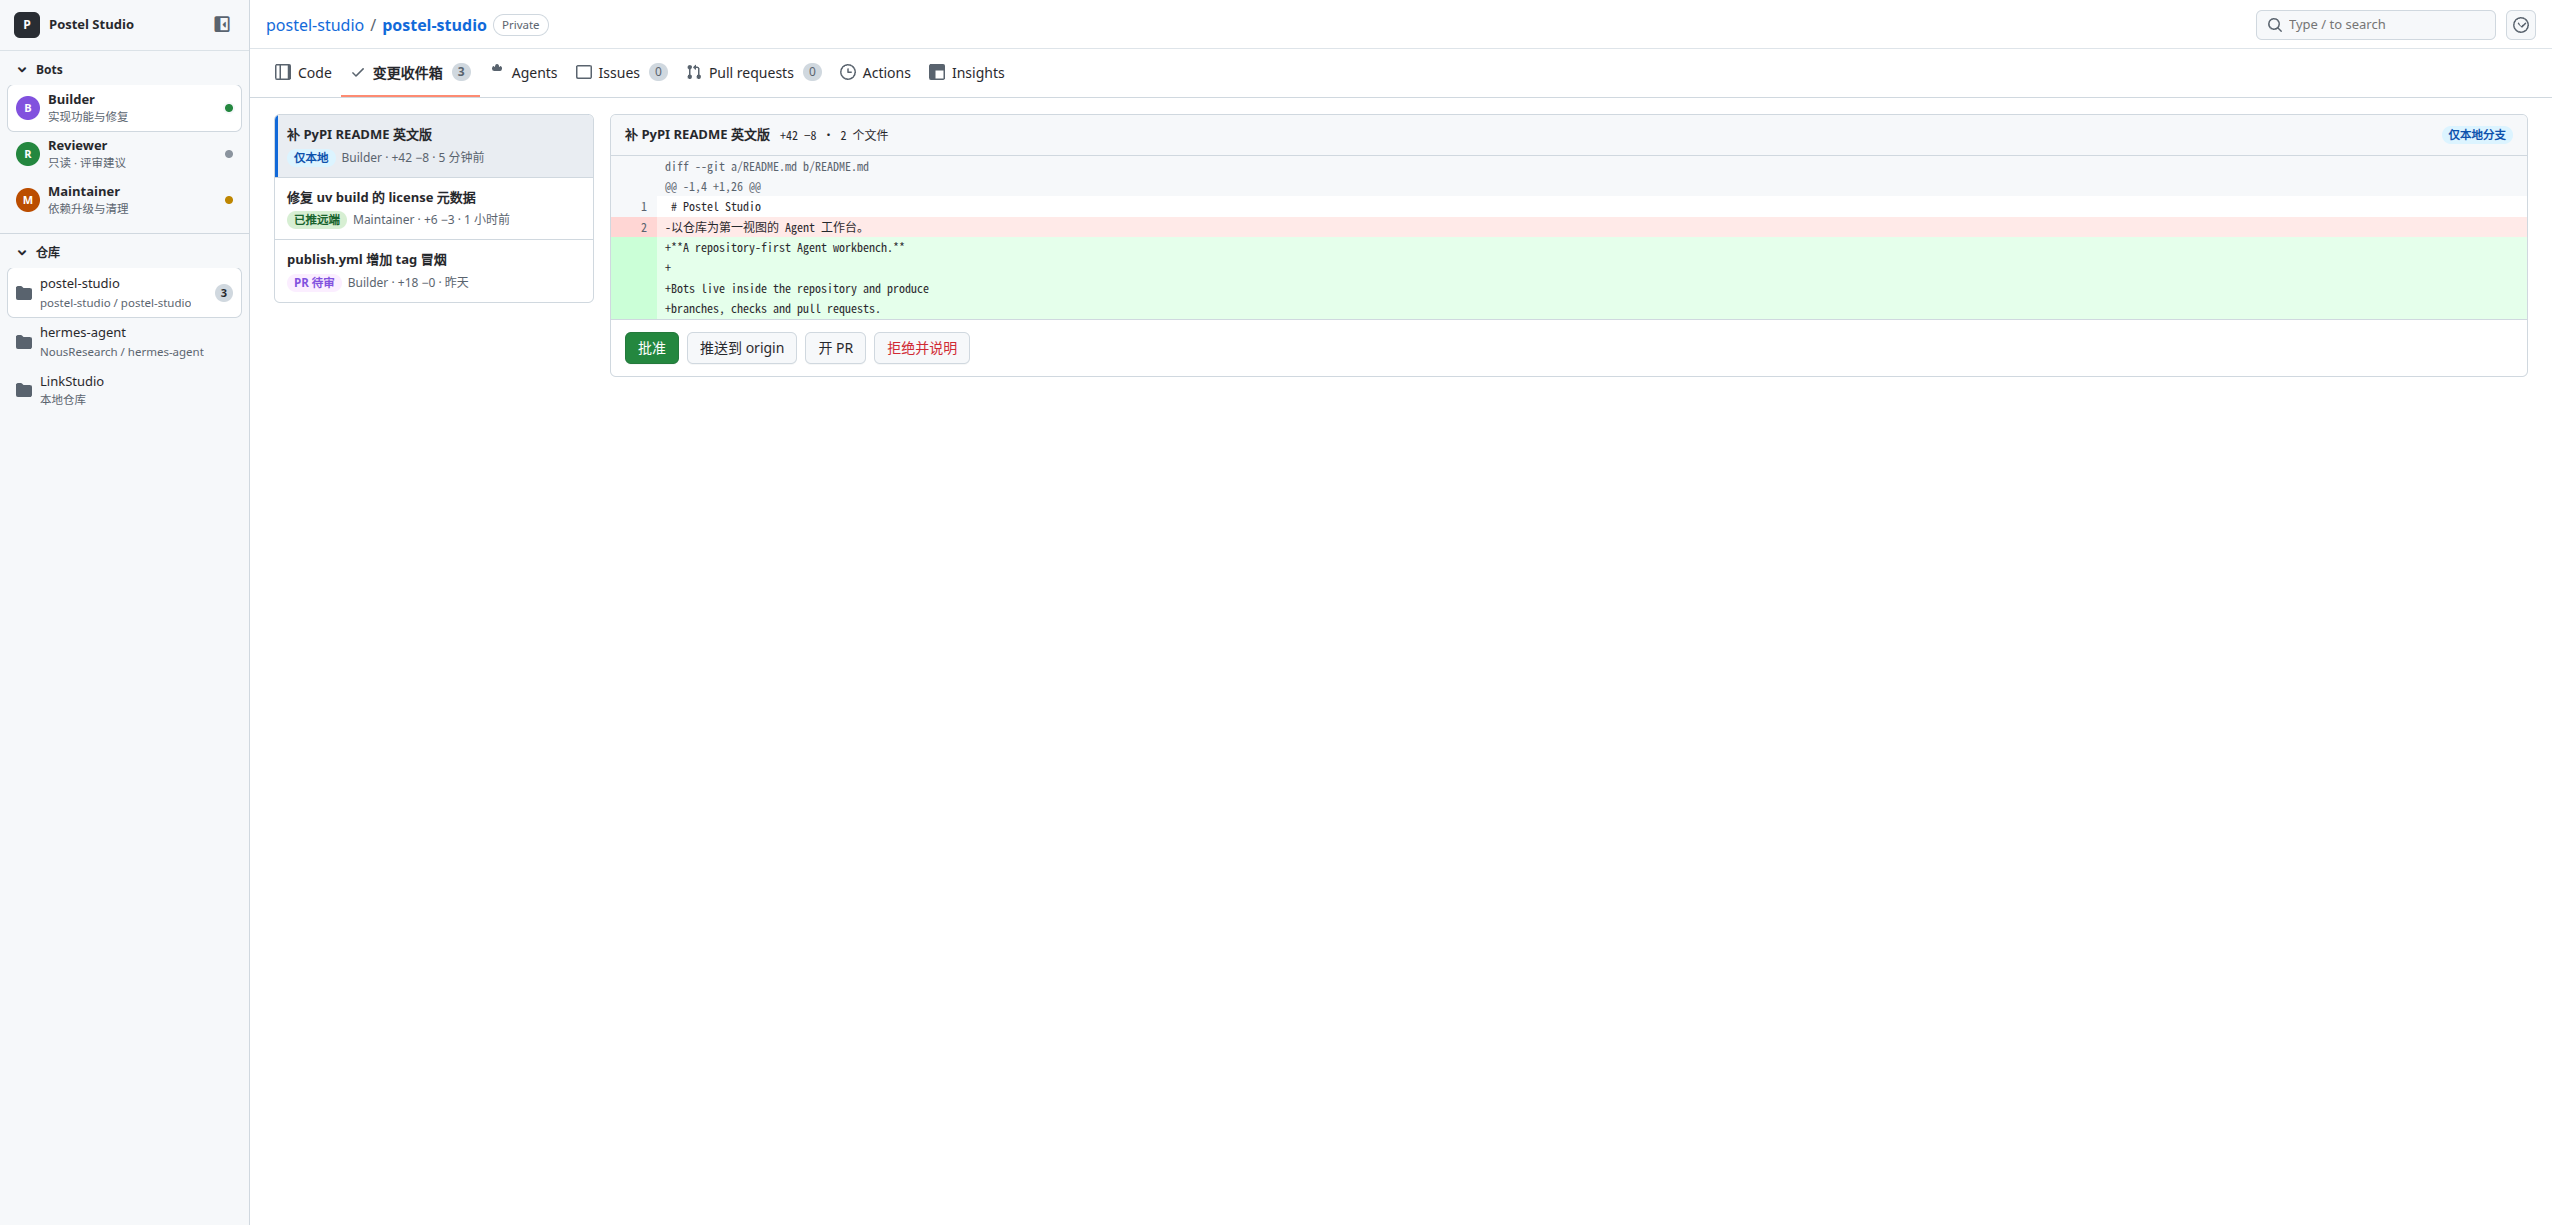 P Postel Studio
Bots
B Builder
实现功能与修复
R Reviewer
只读 · 评审建议
M Maintainer
依赖升级与清理
仓库
postel-studio
postel-studio / postel-studio 3
hermes-agent
NousResearch / hermes-agent
LinkStudio
本地仓库
postel-studio / postel-studio Private
Type / to search
Code 变更收件箱 3 Agents Issues 0 Pull requests 0 Actions Insights
补 PyPI README 英文版
仅本地 Builder · +42 −8 · 5 分钟前
修复 uv build 的 license 元数据
已推远端 Maintainer · +6 −3 · 1 小时前
publish.yml 增加 tag 冒烟
PR 待审 Builder · +18 −0 · 昨天
补 PyPI README 英文版 +42 −8 · 2 个文件 仅本地分支
diff --git a/README.md b/README.md
@@ -1,4 +1,26 @@
1 # Postel Studio
2 -以仓库为第一视图的 Agent 工作台。
+**A repository-first Agent workbench.**
+
+Bots live inside the repository and produce
+branches, checks and pull requests.
批准 推送到 origin 开 PR 拒绝并说明